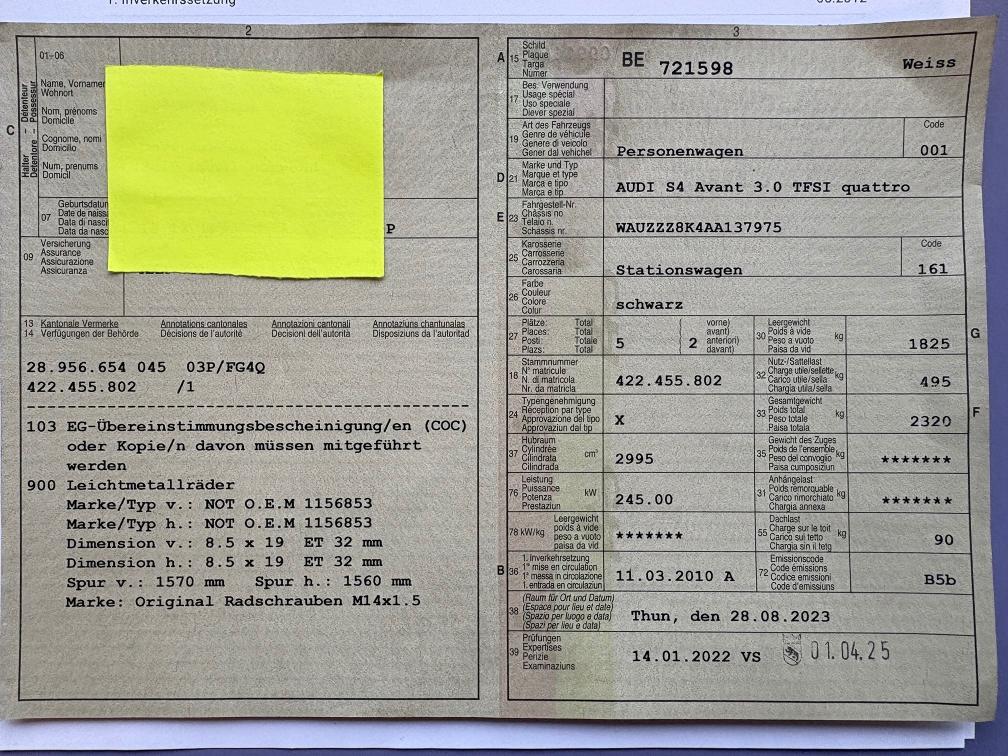 1. Inverkehrssetzung
2
3
01-06
C
Halter – Détenteur
Detentore – Possessur
Name, Vornamen
Wohnort
Nom, prénoms
Domicile
Cognome, nomi
Domicilio
Num, prenums
Domicil
07
Geburtsdatum
Date de naiss
Data di nasci
Data da nasc
P
09
Versicherung
Assurance
Assicurazione
Assicuranza
13 Kantonale Vermerke Annotations cantonales Annotazioni cantonali Annotaziuns chantunalas
14 Verfügungen der Behörde Décisions de l'autorité Decisioni dell'autorità Disposiziuns da l'autoritad
28.956.654 045 03P/FG4Q
422.455.802 /1
103 EG-Übereinstimmungsbescheinigung/en (COC)
oder Kopie/n davon müssen mitgeführt
werden
900 Leichtmetallräder
Marke/Typ v.: NOT O.E.M 1156853
Marke/Typ h.: NOT O.E.M 1156853
Dimension v.: 8.5 x 19 ET 32 mm
Dimension h.: 8.5 x 19 ET 32 mm
Spur v.: 1570 mm Spur h.: 1560 mm
Marke: Original Radschrauben M14x1.5
A 15
Schild
Plaque
Targa
Numer
BE 721598 Weiss
17
Bes. Verwendung
Usage spécial
Uso speciale
Diever spezial
19
Art des Fahrzeugs
Genre de véhicule
Genere di veicolo
Gener dal vehichel
Personenwagen
Code
001
D 21
Marke und Typ
Marque et type
Marca e tipo
Marca e tip
AUDI S4 Avant 3.0 TFSI quattro
E 23
Fahrgestell-Nr.
Châssis no
Telaio n.
Schassis nr.
WAUZZZ8K4AA137975
25
Karosserie
Carrosserie
Carrozzeria
Carossaria
Stationswagen
Code
161
26
Farbe
Couleur
Colore
Colur
schwarz
27
Plätze: Total
Places: Total
Posti: Totale
Plazs: Total
5
2
vorne)
avant)
anteriori)
davant)
30
Leergewicht
Poids à vide
Peso a vuoto
Paisa da vid
kg
1825
G
18
Stammnummer
N° matricule
N. di matricola
Nr. da matricla
422.455.802
32
Nutz-/Sattellast
Charge utile/sellette
Carico utile/sella
Chargia utila/sella
kg
495
24
Typengenehmigung
Réception par type
Approvazione del tipo
Approvaziun dal tip
X
33
Gesamtgewicht
Poids total
Peso totale
Paisa totala
kg
2320
F
37
Hubraum
Cylindrée
Cilindrata
Cilindrada
cm³
2995
35
Gewicht des Zuges
Poids de l'ensemble
Peso del convoglio
Paisa cumposiziun
kg
*******
76
Leistung
Puissance
Potenza
Prestaziun
kW
245.00
31
Anhängelast
Poids remorquable
Carico rimorchiato
Chargia annexa
kg
*******
78 kW/kg
Leergewicht
poids à vide
peso a vuoto
paisa da vid
*******
55
Dachlast
Charge sur le toit
Carico sul tetto
Chargia sin il tetg
kg
90
B 36
1. Inverkehrsetzung
1re mise en circulation
1a messa in circolazione
1. entrada en circulaziun
11.03.2010 A
72
Emissionscode
Code émissions
Codice emissioni
Code d'emissiuns
B5b
38
(Raum für Ort und Datum)
(Espace pour lieu et date)
(Spazio per luogo e data)
(Spazi per lieu e data)
Thun, den 28.08.2023
39
Prüfungen
Expertises
Perizie
Examinaziuns
14.01.2022 VS 01.04.25